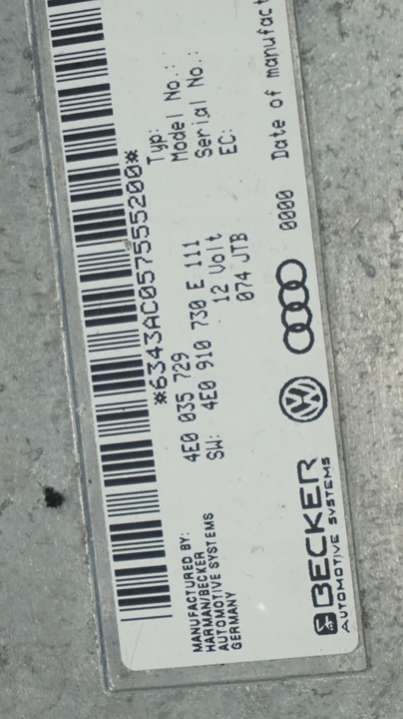 *6343AC057555200*
Typ:
Model No.:
Serial No.:
EC:
4E0 035 729
SW: 4E0 910 730 E 111
12 Volt
074 JTB
0000 Date of manufact
MANUFACTURED BY:
HARMAN/BECKER
AUTOMOTIVE SYSTEMS
GERMANY
BECKER
AUTOMOTIVE SYSTEMS